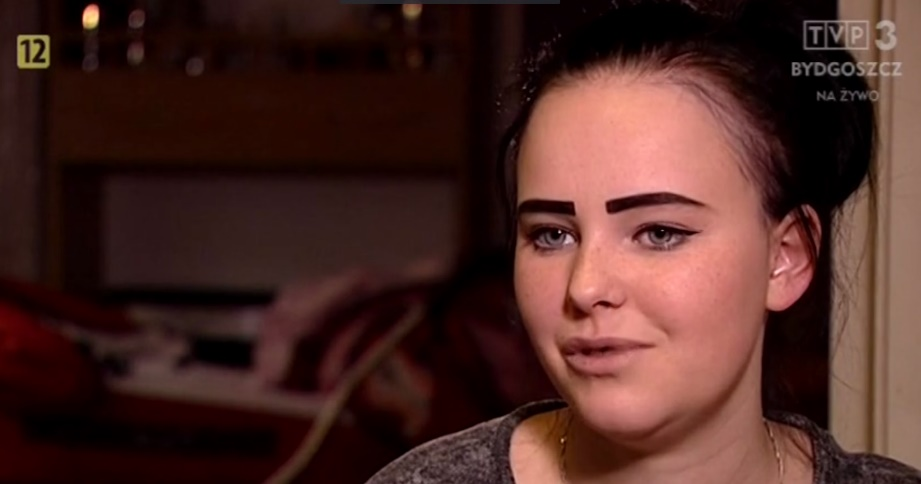 12
TVP3
BYDGOSZCZ
NA ŻYWO